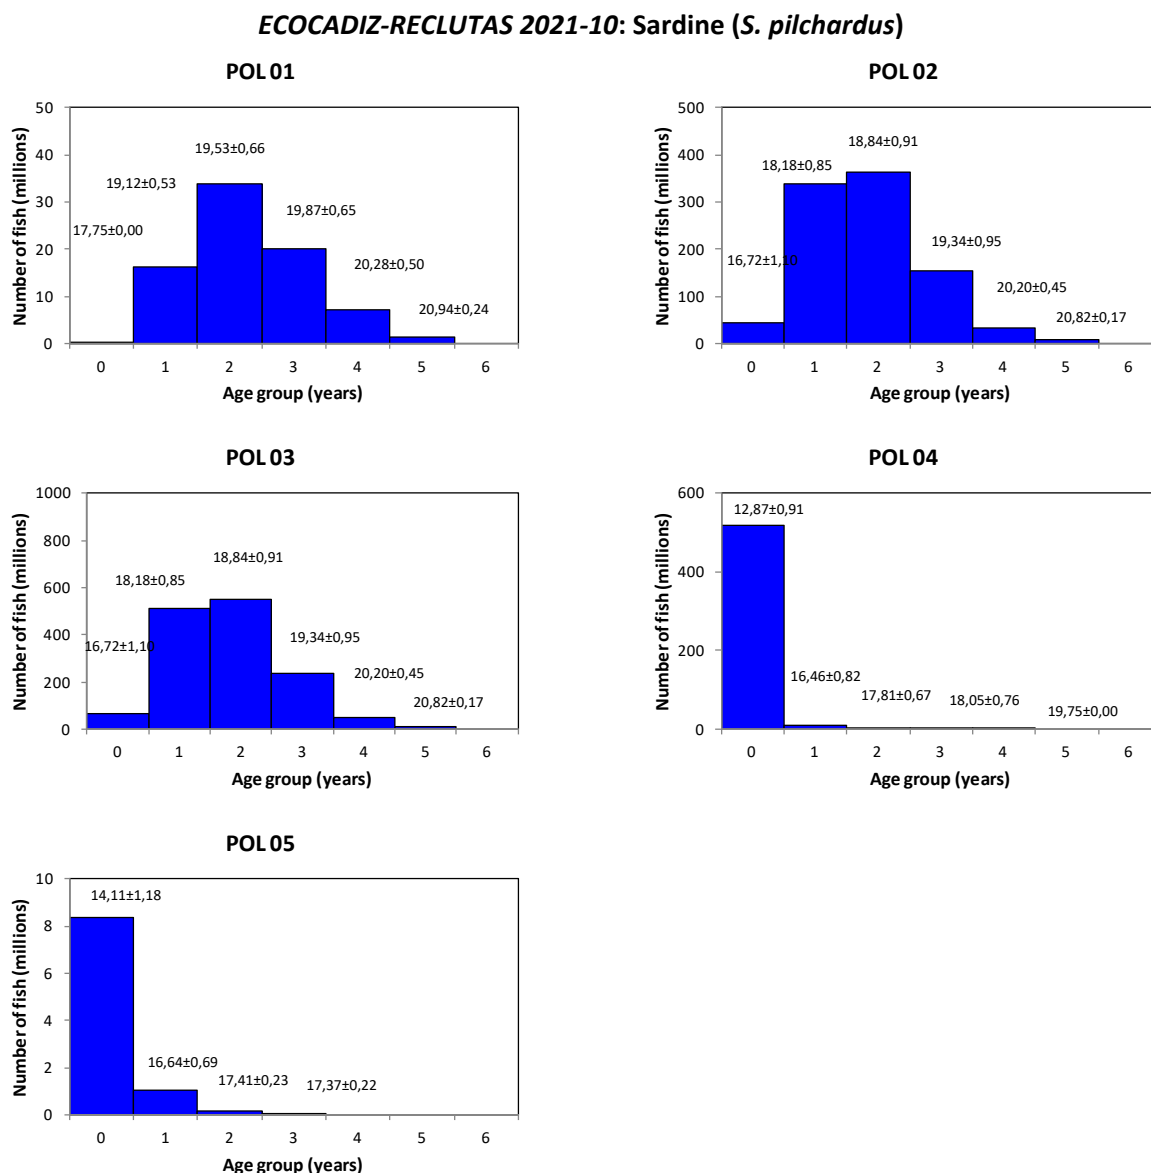 ECOCADIZ-RECLUTAS 2021-10: Sardine (S. pilchardus)
POL 01
Number of fish (millions)
50
40
30
20
10
0
17,75±0,00
19,12±0,53
19,53±0,66
19,87±0,65
20,28±0,50
20,94±0,24
0 1 2 3 4 5 6
Age group (years)
POL 02
Number of fish (millions)
500
400
300
200
100
0
16,72±1,10
18,18±0,85
18,84±0,91
19,34±0,95
20,20±0,45
20,82±0,17
0 1 2 3 4 5 6
Age group (years)
POL 03
Number of fish (millions)
1000
800
600
400
200
0
16,72±1,10
18,18±0,85
18,84±0,91
19,34±0,95
20,20±0,45
20,82±0,17
0 1 2 3 4 5 6
Age group (years)
POL 04
Number of fish (millions)
600
400
200
0
12,87±0,91
16,46±0,82
17,81±0,67
18,05±0,76
19,75±0,00
0 1 2 3 4 5 6
Age group (years)
POL 05
Number of fish (millions)
10
8
6
4
2
0
14,11±1,18
16,64±0,69
17,41±0,23
17,37±0,22
0 1 2 3 4 5 6
Age group (years)